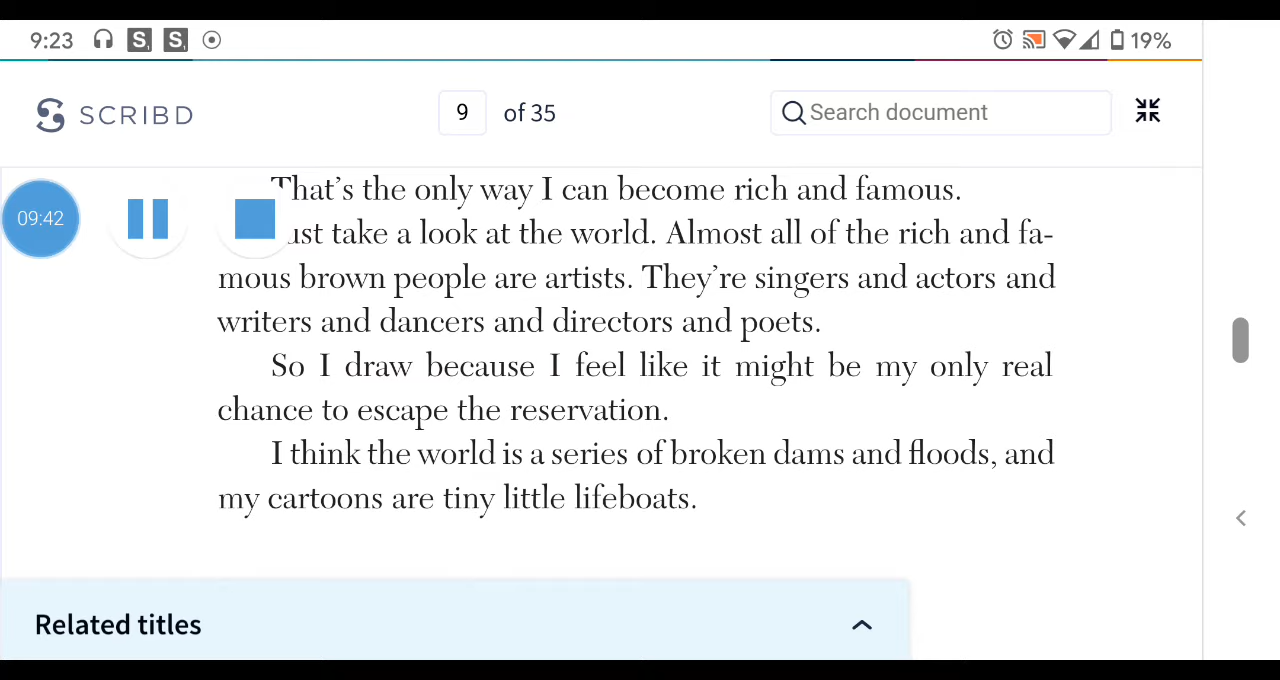 9:23 S S 19%
SCRIBD 9 of 35 Search document
That's the only way I can become rich and famous.
09:42
ust take a look at the world. Almost all of the rich and fa-
mous brown people are artists. They're singers and actors and
writers and dancers and directors and poets.
So I draw because I feel like it might be my only real
chance to escape the reservation.
I think the world is a series of broken dams and floods, and
my cartoons are tiny little lifeboats.
Related titles